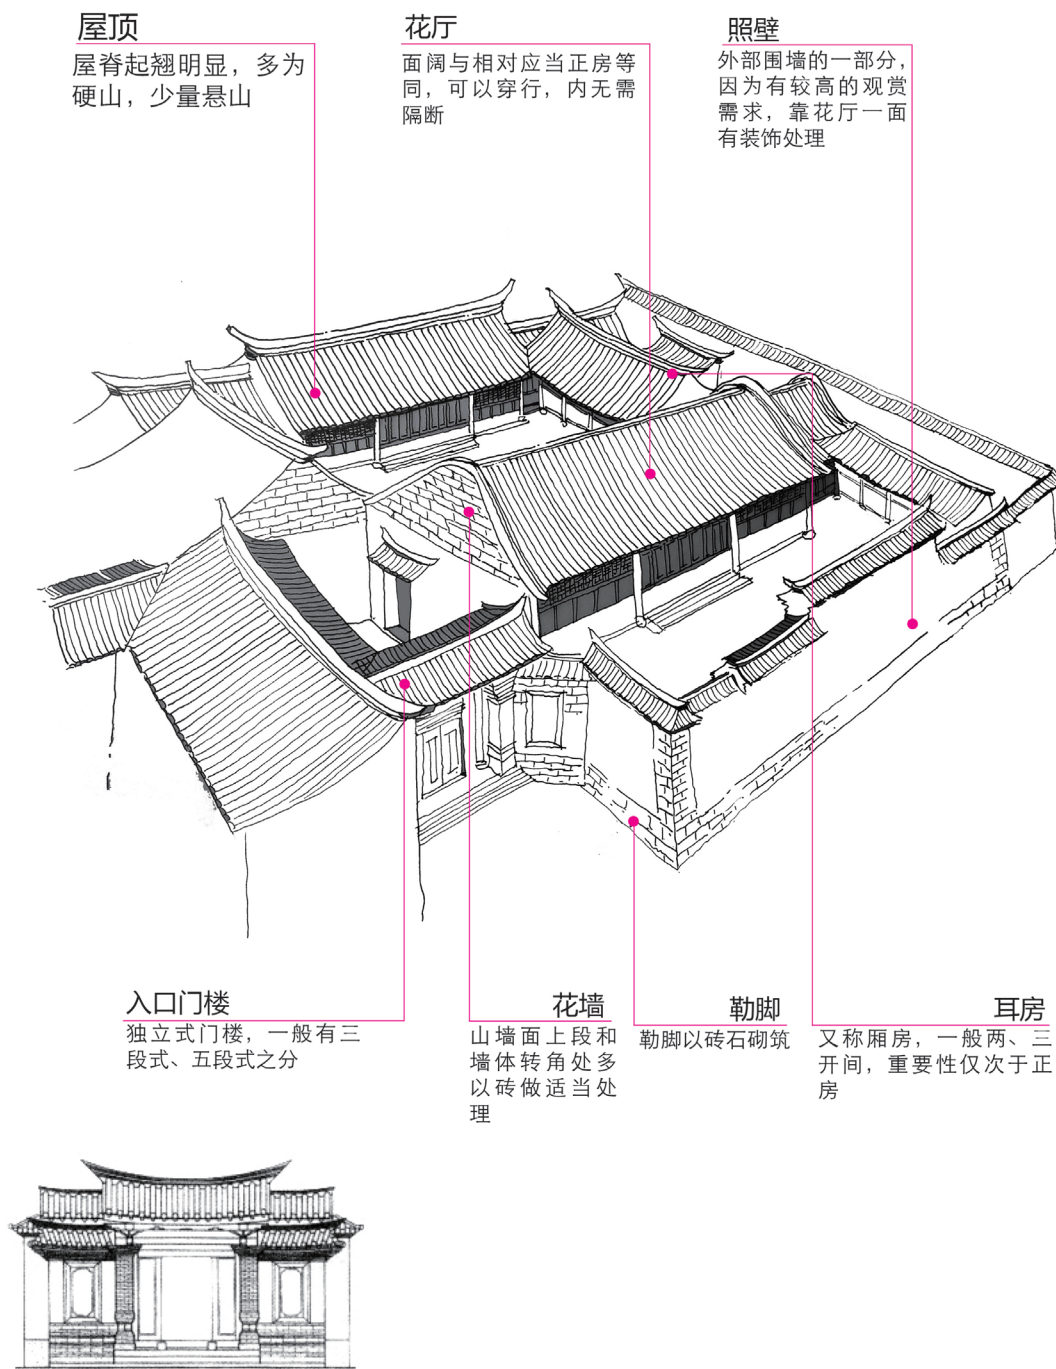 屋顶
屋脊起翘明显，多为
硬山，少量悬山
花厅
面阔与相对应当正房等
同，可以穿行，内无需
隔断
照壁
外部围墙的一部分，
因为有较高的观赏
需求，靠花厅一面
有装饰处理
入口门楼
独立式门楼，一般有三
段式、五段式之分
花墙
山墙面上段和
墙体转角处多
以砖做适当处
理
勒脚
勒脚以砖石砌筑
耳房
又称厢房，一般两、三
开间，重要性仅次于正
房